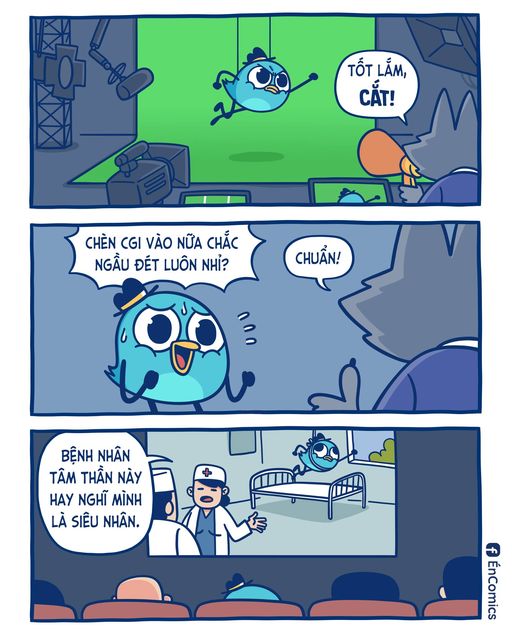 TỐT LẮM,
CẮT!
CHÈN CGI VÀO NỮA CHẮC
NGẦU ĐÉT LUÔN NHỈ?
CHUẨN!
BỆNH NHÂN
TÂM THẦN NÀY
HAY NGHĨ MÌNH
LÀ SIÊU NHÂN.
ÉnComics